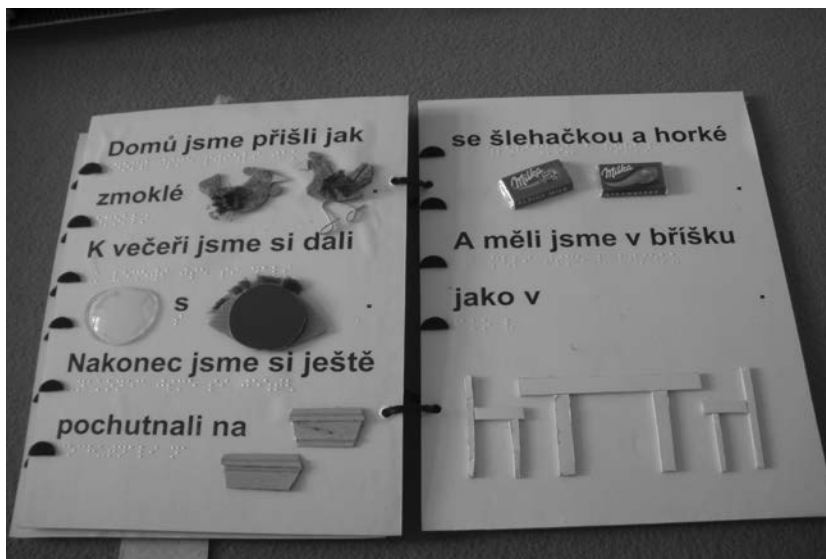 Domů jsme přišli jak
zmoklé
K večeři jsme si dali
s
Nakonec jsme si ještě
pochutnali na
se šlehačkou a horké
Milka Milka
A měli jsme v bříšku
jako v